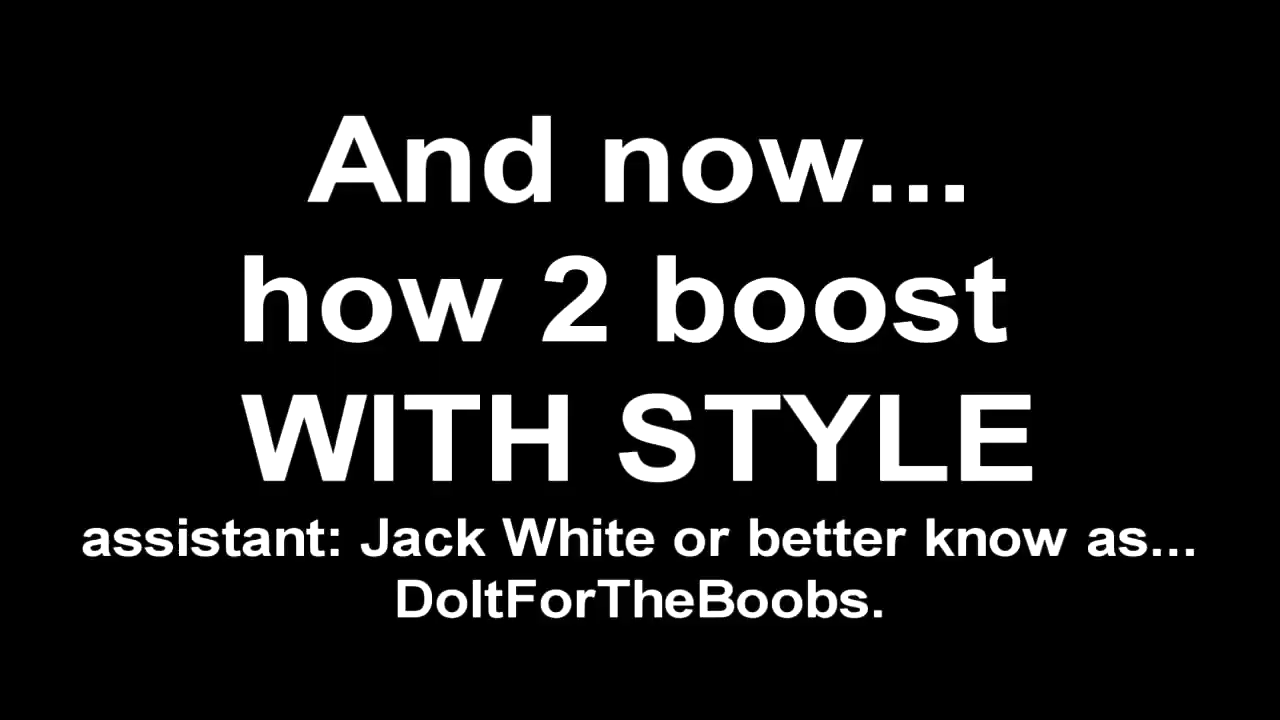 And now...
how 2 boost
WITH STYLE
assistant: Jack White or better know as...
DoItForTheBoobs.